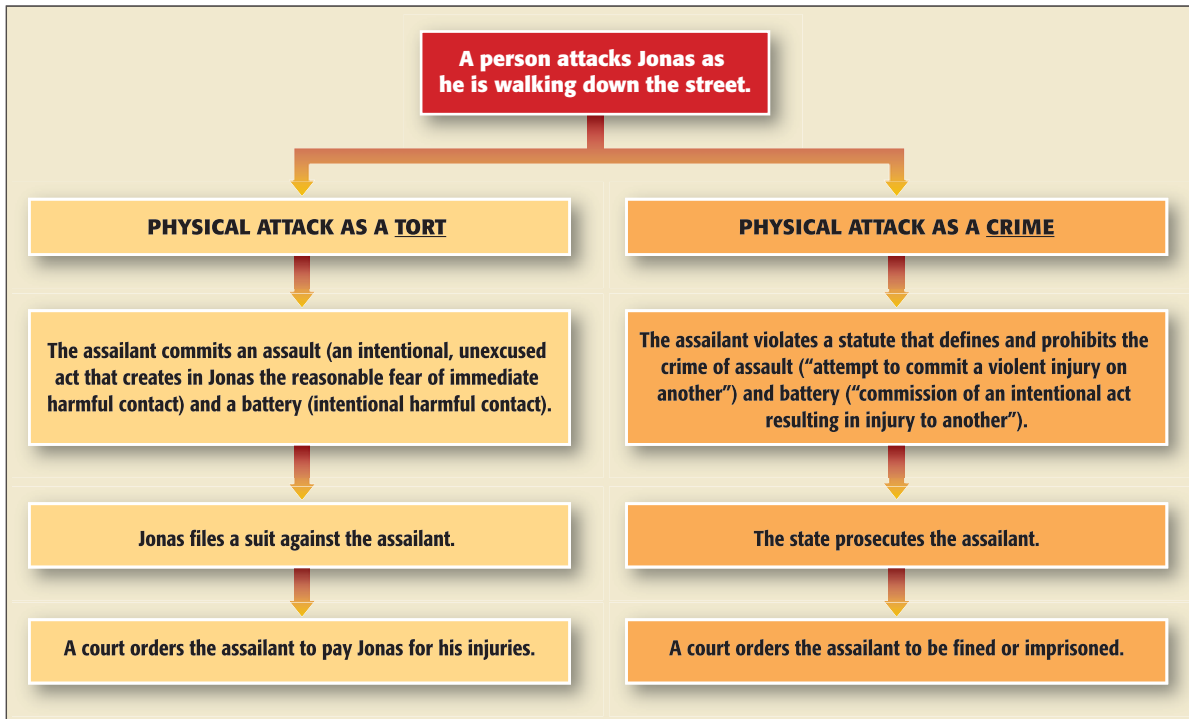 A person attacks Jonas as
he is walking down the street.
PHYSICAL ATTACK AS A TORT
The assailant commits an assault (an intentional, unexcused
act that creates in Jonas the reasonable fear of immediate
harmful contact) and a battery (intentional harmful contact).
Jonas files a suit against the assailant.
A court orders the assailant to pay Jonas for his injuries.
PHYSICAL ATTACK AS A CRIME
The assailant violates a statute that defines and prohibits the
crime of assault (“attempt to commit a violent injury on
another”) and battery (“commission of an intentional act
resulting in injury to another”).
The state prosecutes the assailant.
A court orders the assailant to be fined or imprisoned.